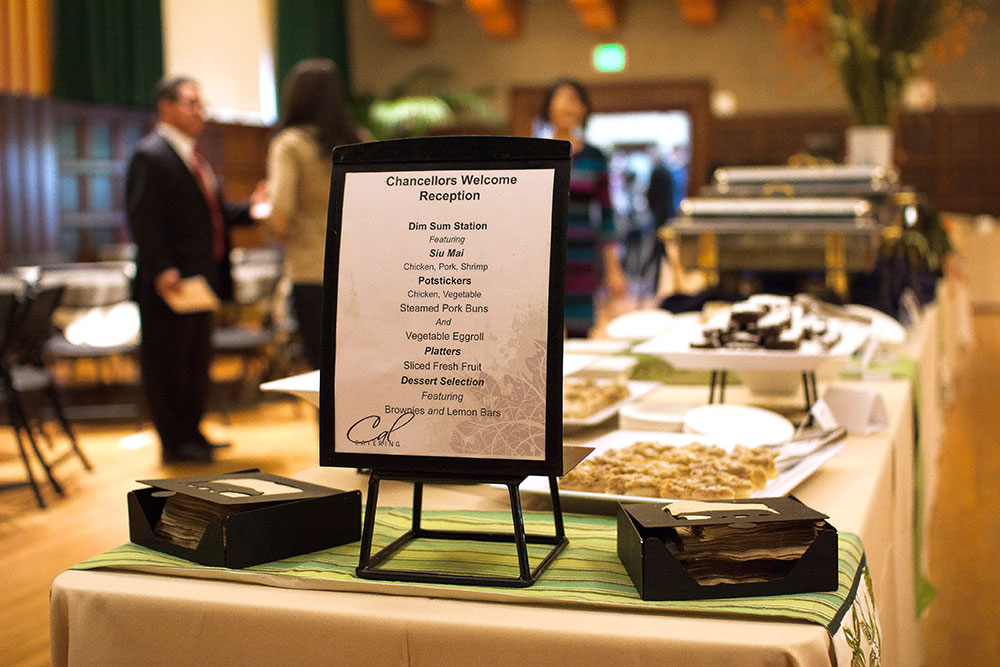 Chancellors Welcome
Reception
Dim Sum Station
Featuring
Siu Mai
Chicken, Pork, Shrimp
Potstickers
Chicken, Vegetable
Steamed Pork Buns
And
Vegetable Eggroll
Platters
Sliced Fresh Fruit
Dessert Selection
Featuring
Brownies and Lemon Bars
Cal
CATERING